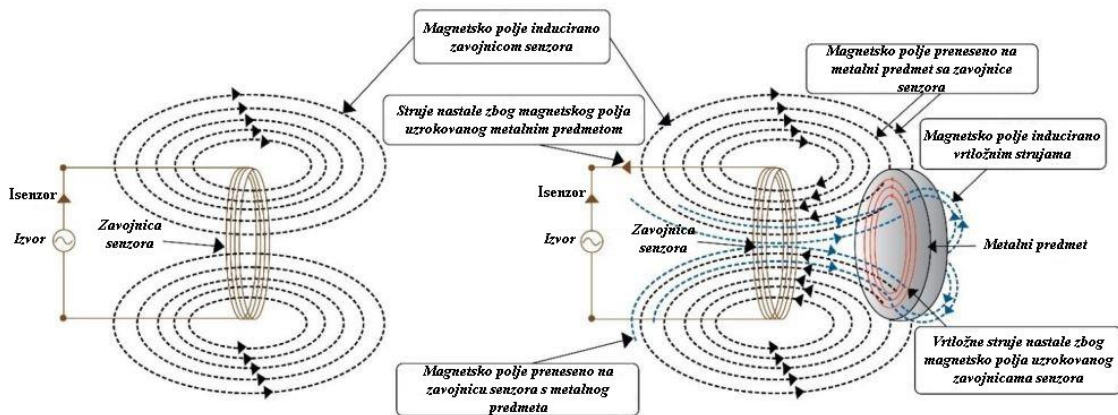 Magnetsko polje inducirano
zavojnicom senzora
Magnetsko polje preneseno na
metalni predmet sa zavojnice
senzora
Struje nastale zbog magnetskog polja
uzrokovanog metalnim predmetom
Magnetsko polje inducirano
vrtložnim strujama
Isenzor
Izvor
Zavojnica
senzora
Isenzor
Izvor
Zavojnica
senzora
Metalni predmet
Vrtložne struje nastale zbog
magnetsko polja uzrokovanog
zavojnicama senzora
Magnetsko polje preneseno na
zavojnicu senzora s metalnog
predmeta